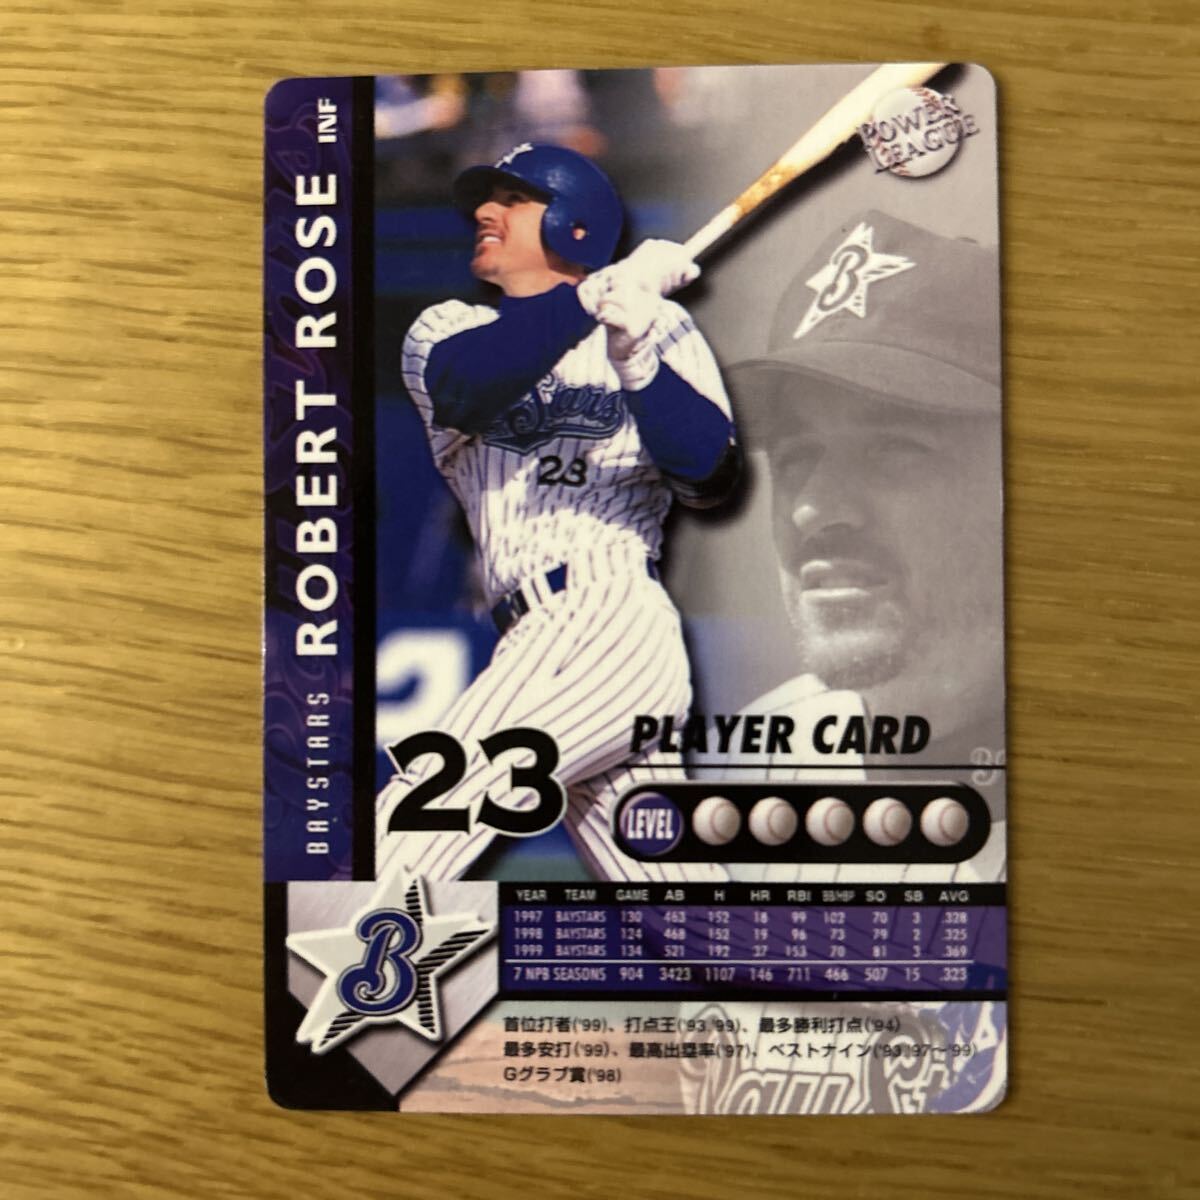 POWER LEAGUE
BAYSTARS ROBERT ROSE INF
Stars
23
B
23
PLAYER CARD
LEVEL
YEAR TEAM GAME AB H HR RBI BB/HBP SO SB AVG
1997 BAYSTARS 130 463 152 18 99 102 70 3 .328
1998 BAYSTARS 124 468 152 19 96 73 79 2 .325
1999 BAYSTARS 134 521 192 37 153 70 81 3 .369
7 NPB SEASONS 904 3423 1107 146 711 466 507 15 .323
B
首位打者('99)、打点王('93,'99)、最多勝利打点('94)
最多安打('99)、最高出塁率('97)、ベストナイン('93,'97〜'99)
Gグラブ賞('98)